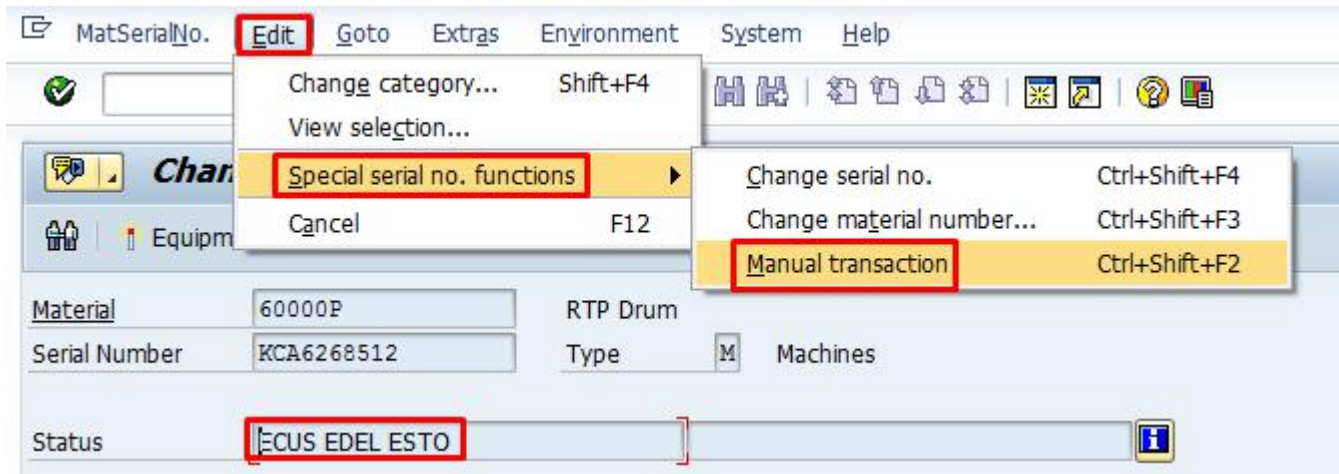 MatSerialNo. Edit Goto Extras Environment System Help
Change category... Shift+F4
View selection...
Chan
Special serial no. functions
Change serial no. Ctrl+Shift+F4
Cancel F12
Change material number... Ctrl+Shift+F3
Equipm
Manual transaction Ctrl+Shift+F2
Material 60000P RTP Drum
Serial Number KCA6268512 Type M Machines
Status ECUS EDEL ESTO